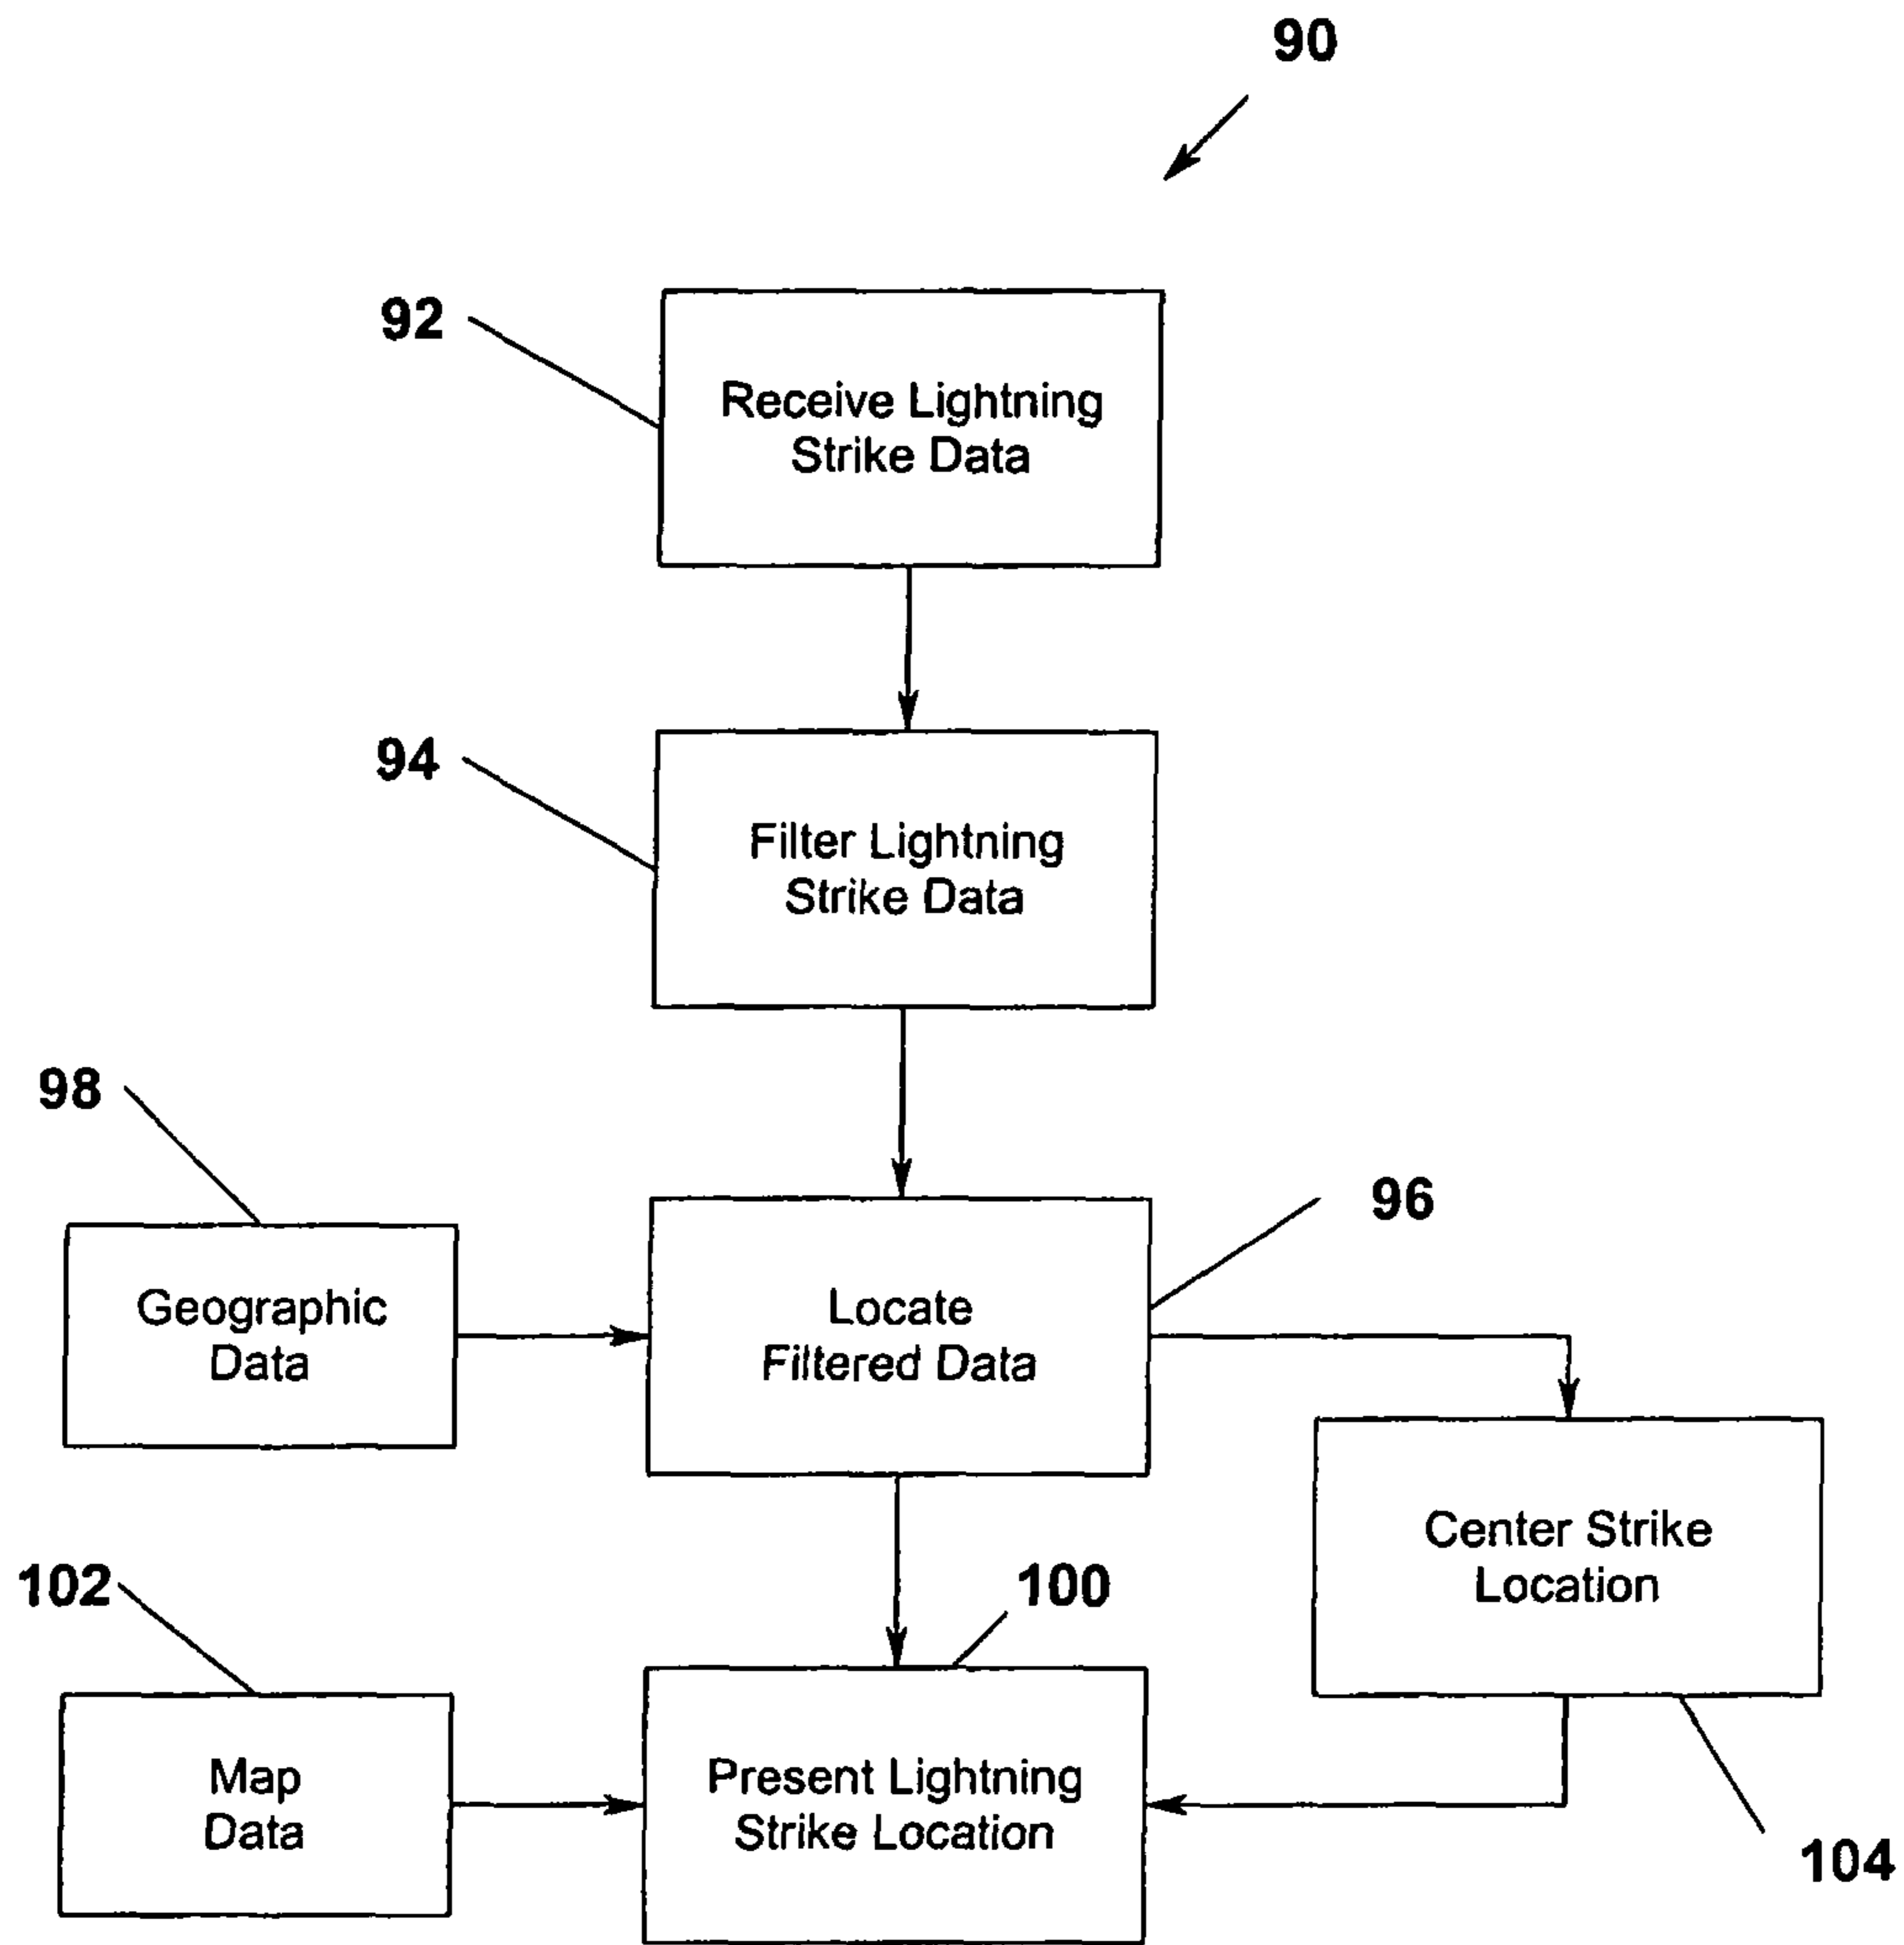 90
92
Receive Lightning
Strike Data
94
Filter Lightning
Strike Data
98
Geographic
Data
96
Locate
Filtered Data
Center Strike
Location
102
100
Map
Data
Present Lightning
Strike Location
104